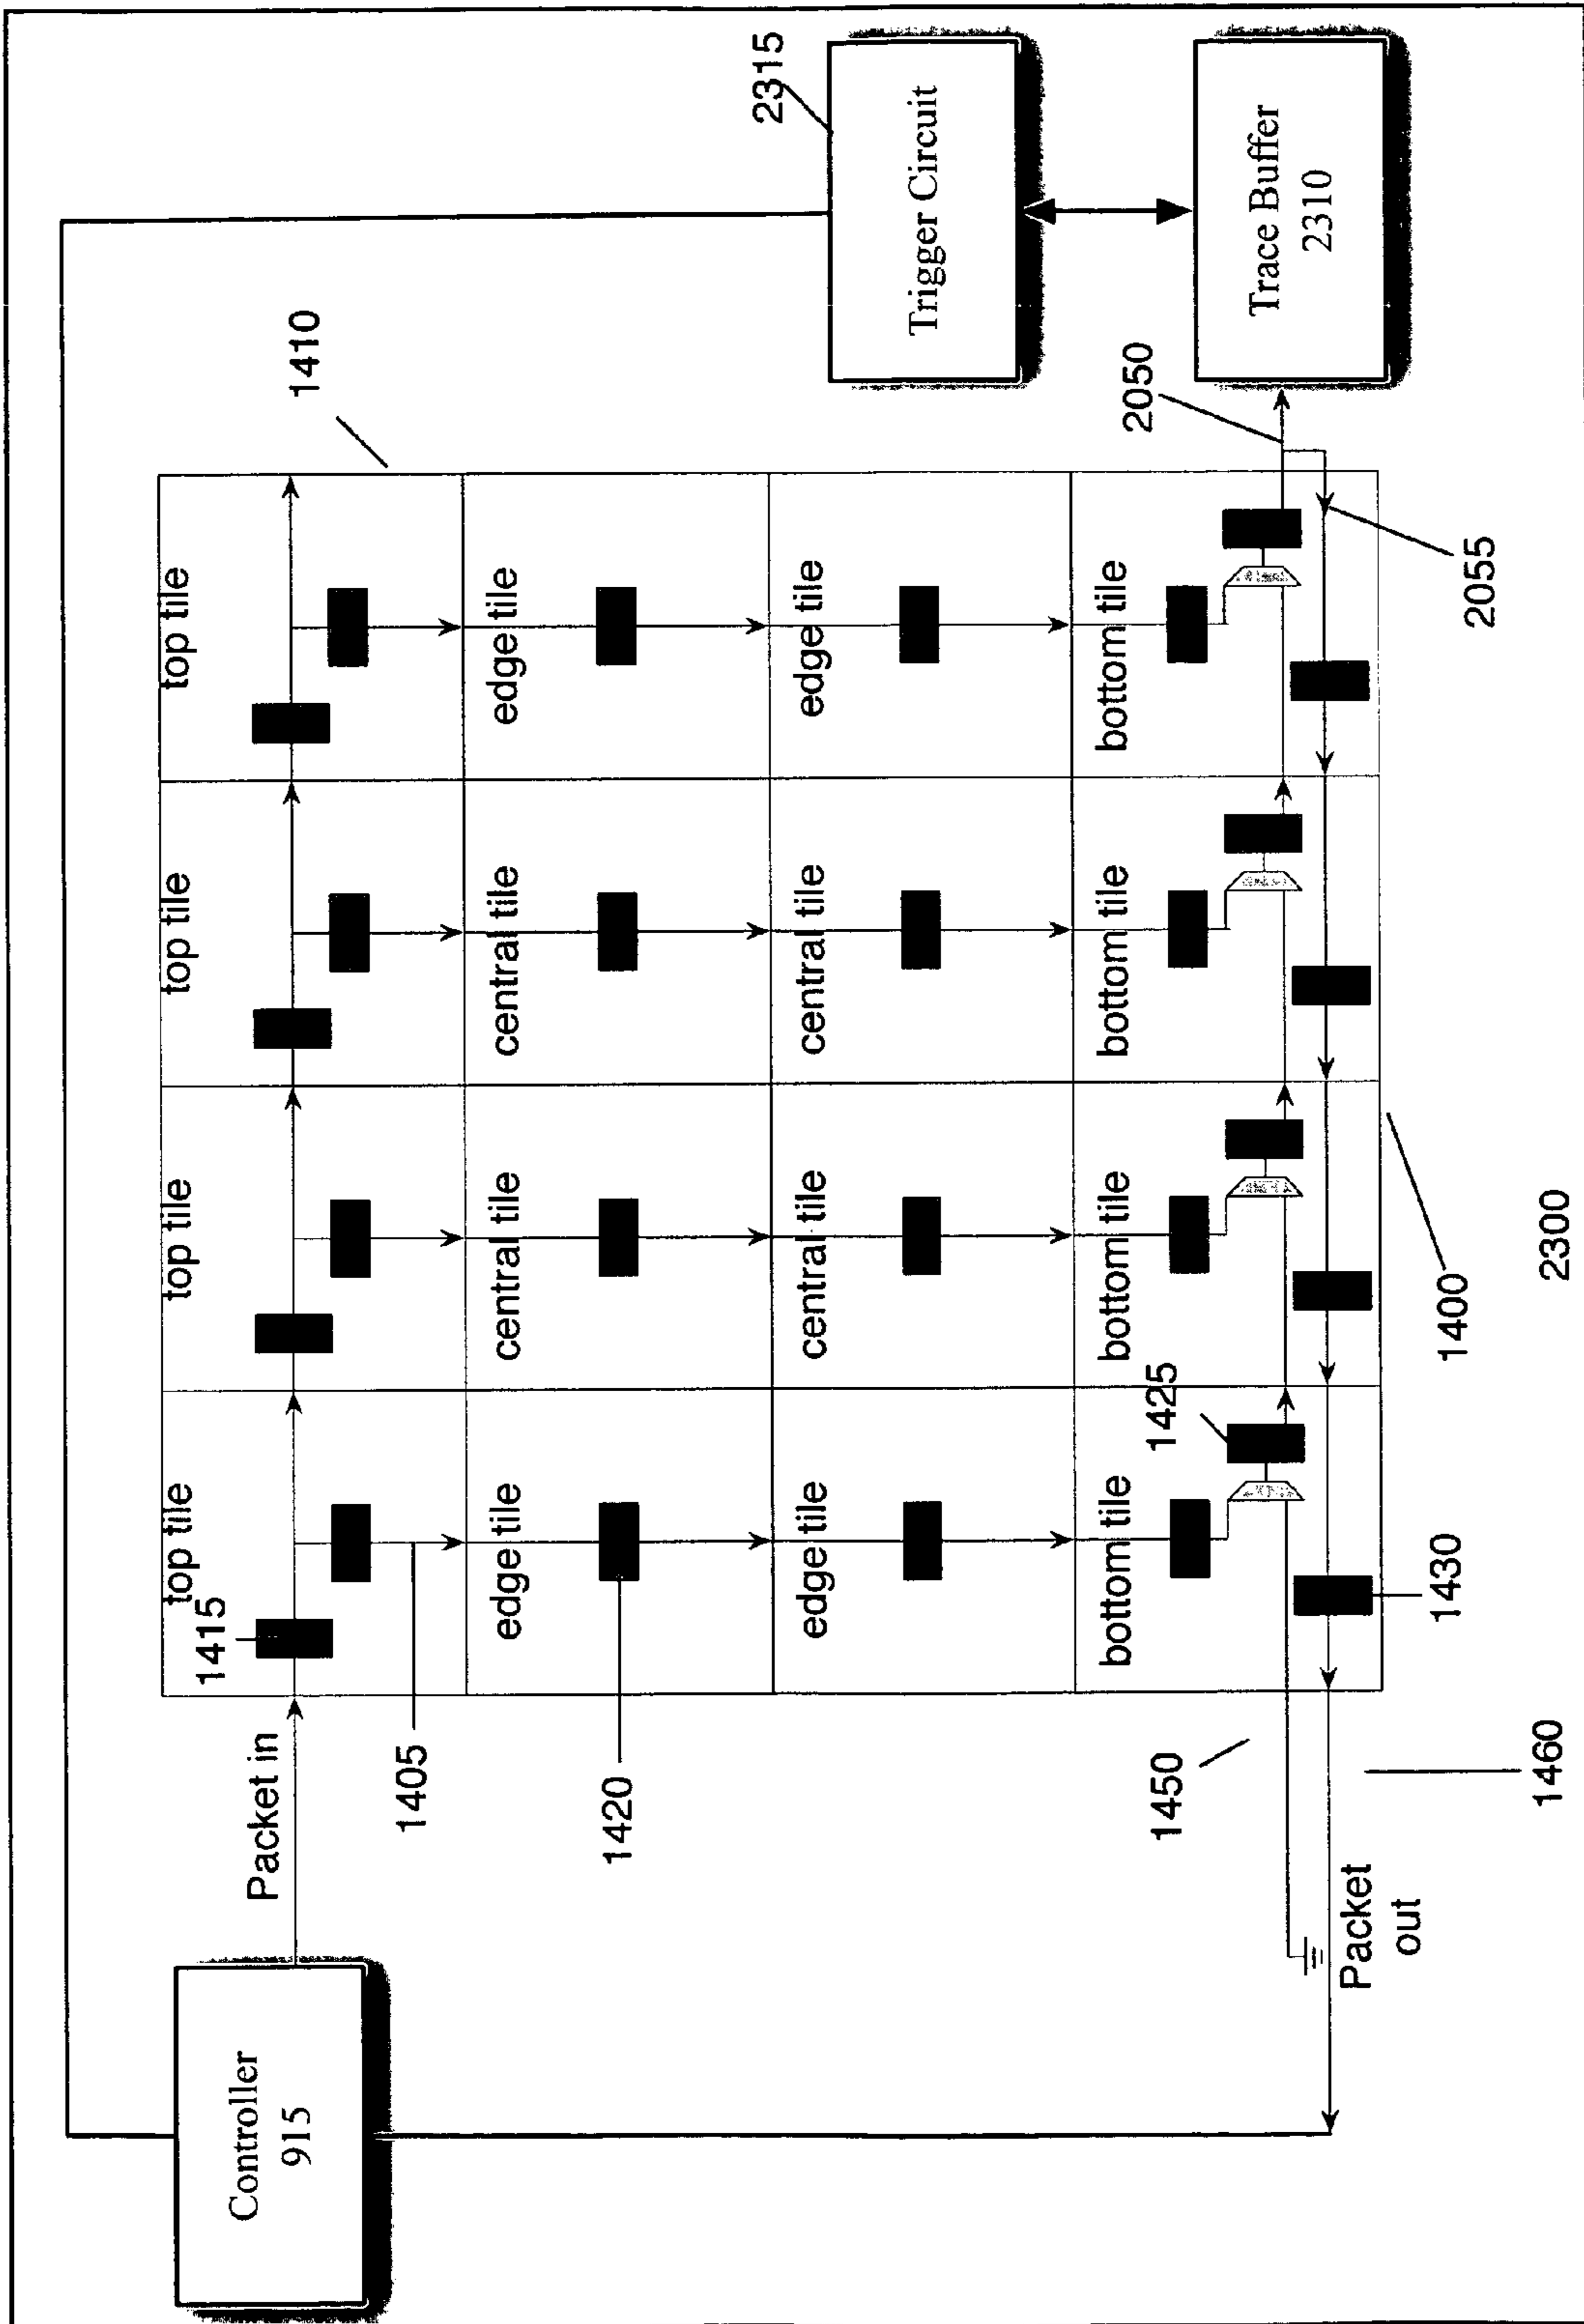 2315
Trigger Circuit
Trace Buffer
2310
1410
2050
2055
top tile
top tile
top tile
top tile
edge tile
central tile
central tile
edge tile
edge tile
central tile
central tile
edge tile
bottom tile
bottom tile
bottom tile
bottom tile
1415
1405
1420
1425
1430
1400
1450
1460
Packet in
Packet
out
Controller
915
2300